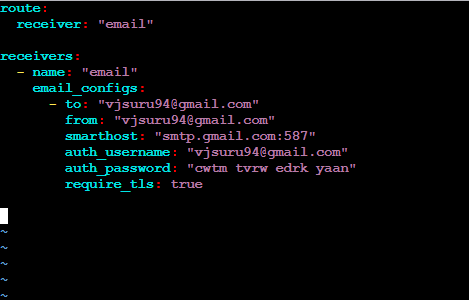 route:
  receiver: "email"

receivers:
  - name: "email"
    email_configs:
      - to: "vjsuru94@gmail.com"
        from: "vjsuru94@gmail.com"
        smarthost: "smtp.gmail.com:587"
        auth_username: "vjsuru94@gmail.com"
        auth_password: "cwtm tvrw edrk yaan"
        require_tls: true

~
~
~
~
~